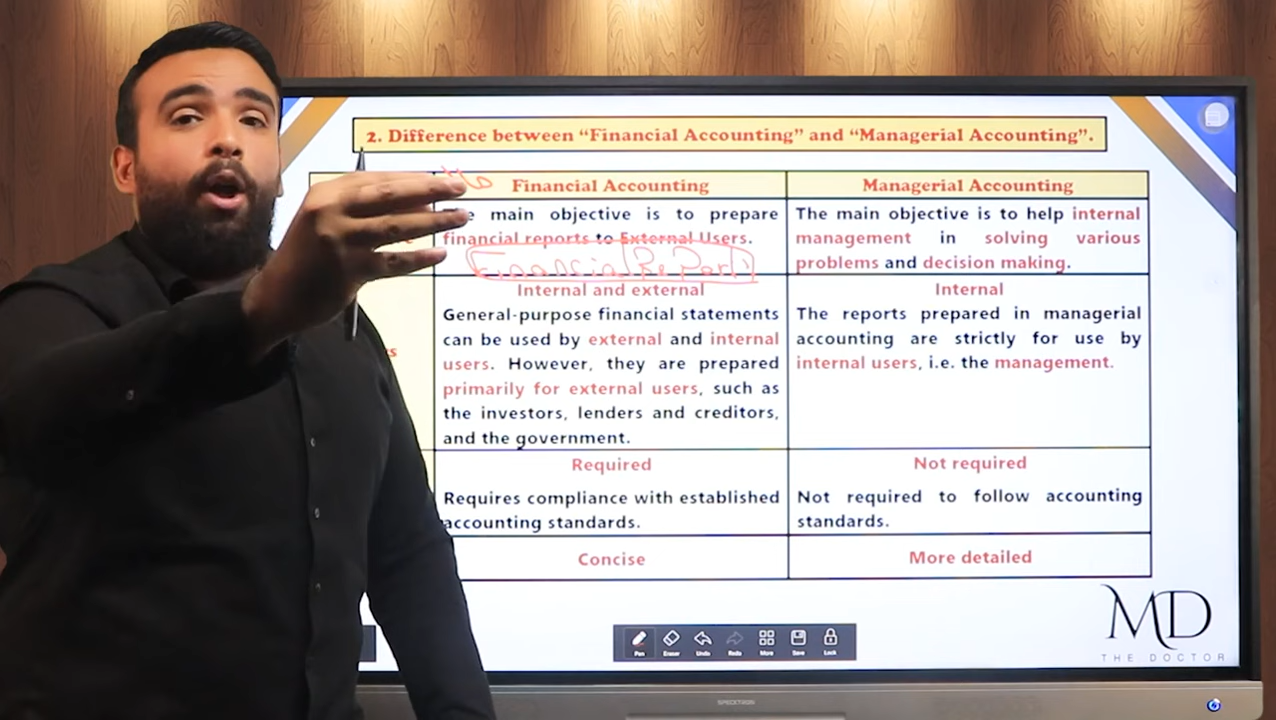 2. Difference between “Financial Accounting” and “Managerial Accounting”.
Financial Accounting
Managerial Accounting
main objective is to prepare
financial reports to External Users.
Financial Report
The main objective is to help internal
management in solving various
problems and decision making.
Internal and external
General-purpose financial statements
can be used by external and internal
users. However, they are prepared
primarily for external users, such as
the investors, lenders and creditors,
and the government.
Internal
The reports prepared in managerial
accounting are strictly for use by
internal users, i.e. the management.
Required
Requires compliance with established
accounting standards.
Not required
Not required to follow accounting
standards.
Concise
More detailed
Pen Eraser Undo Redo More Save Lock
MD
THE DOCTOR
SPECKTRON